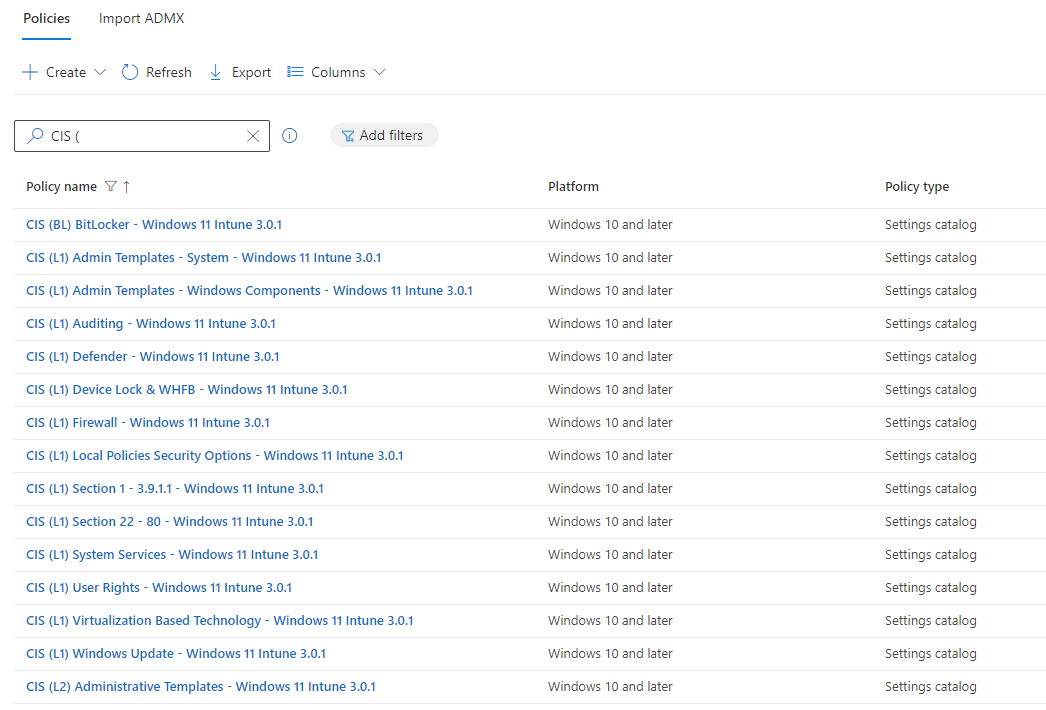 Policies Import ADMX
Create Refresh Export Columns
CIS ( Add filters
Policy name Platform Policy type
CIS (BL) BitLocker - Windows 11 Intune 3.0.1 Windows 10 and later Settings catalog
CIS (L1) Admin Templates - System - Windows 11 Intune 3.0.1 Windows 10 and later Settings catalog
CIS (L1) Admin Templates - Windows Components - Windows 11 Intune 3.0.1 Windows 10 and later Settings catalog
CIS (L1) Auditing - Windows 11 Intune 3.0.1 Windows 10 and later Settings catalog
CIS (L1) Defender - Windows 11 Intune 3.0.1 Windows 10 and later Settings catalog
CIS (L1) Device Lock & WHFB - Windows 11 Intune 3.0.1 Windows 10 and later Settings catalog
CIS (L1) Firewall - Windows 11 Intune 3.0.1 Windows 10 and later Settings catalog
CIS (L1) Local Policies Security Options - Windows 11 Intune 3.0.1 Windows 10 and later Settings catalog
CIS (L1) Section 1 - 3.9.1.1 - Windows 11 Intune 3.0.1 Windows 10 and later Settings catalog
CIS (L1) Section 22 - 80 - Windows 11 Intune 3.0.1 Windows 10 and later Settings catalog
CIS (L1) System Services - Windows 11 Intune 3.0.1 Windows 10 and later Settings catalog
CIS (L1) User Rights - Windows 11 Intune 3.0.1 Windows 10 and later Settings catalog
CIS (L1) Virtualization Based Technology - Windows 11 Intune 3.0.1 Windows 10 and later Settings catalog
CIS (L1) Windows Update - Windows 11 Intune 3.0.1 Windows 10 and later Settings catalog
CIS (L2) Administrative Templates - Windows 11 Intune 3.0.1 Windows 10 and later Settings catalog